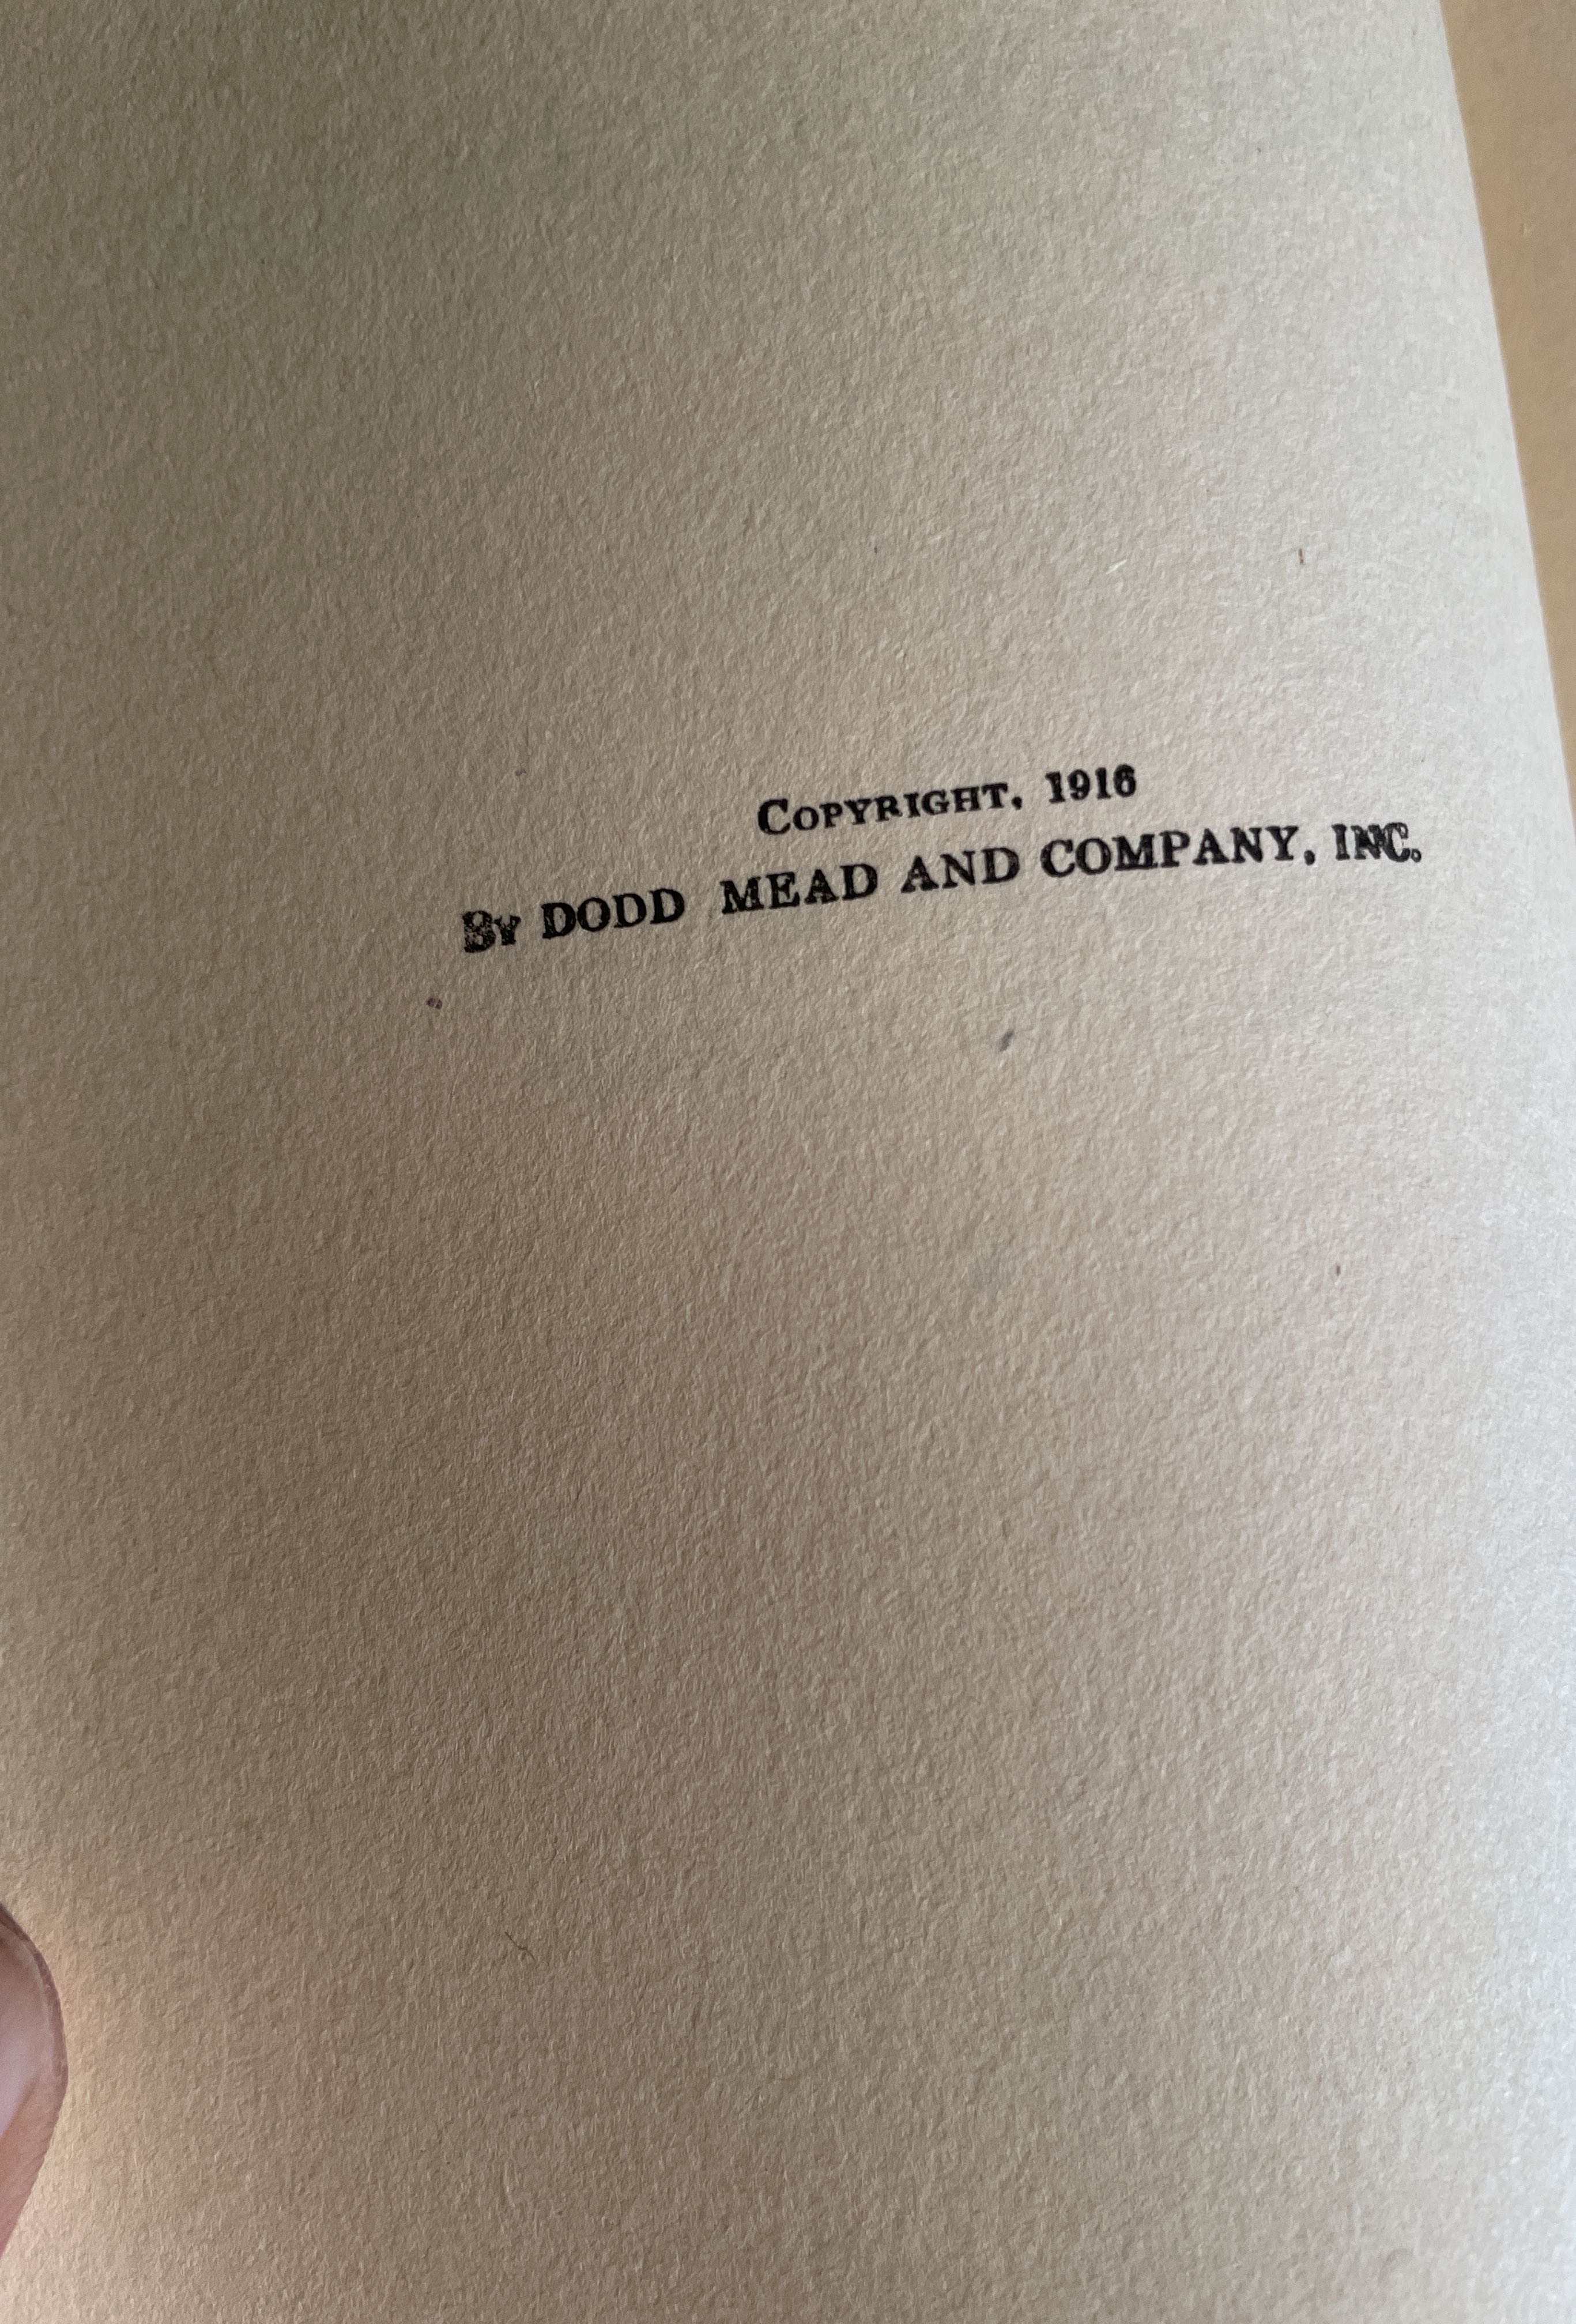 Copyright, 1916
By DODD MEAD AND COMPANY, INC.